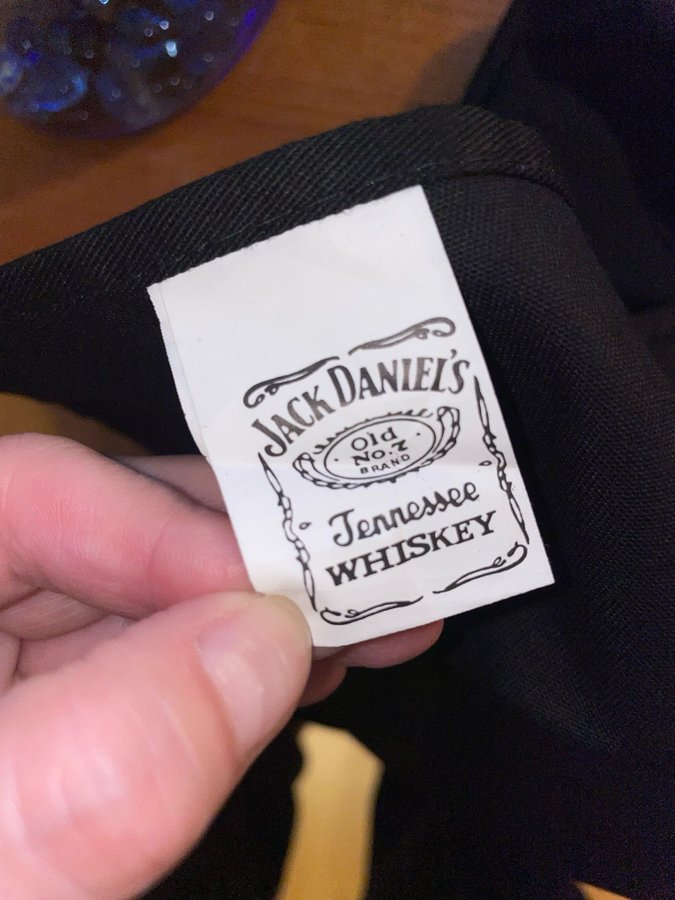 JACK DANIEL'S
Old
No. 7
BRAND
Tennessee
WHISKEY